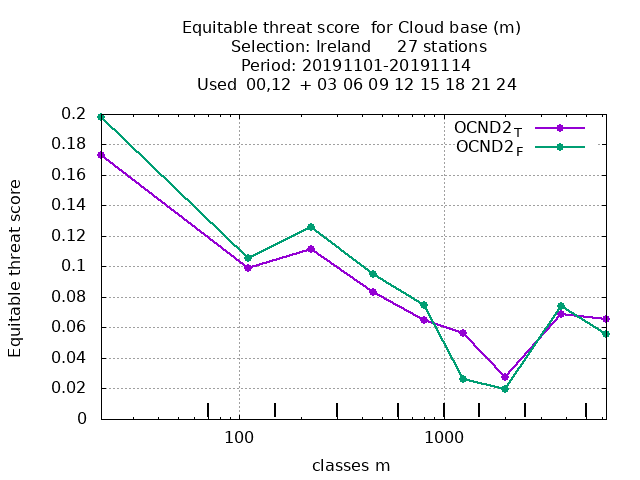 Equitable threat score  for Cloud base (m)
Selection: Ireland     27 stations
Period: 20191101-20191114
Used  00,12  + 03 06 09 12 15 18 21 24
OCND2T
OCND2F
0.2
0.18
0.16
0.14
0.12
0.1
0.08
0.06
0.04
0.02
0
Equitable threat score
100 1000
classes m